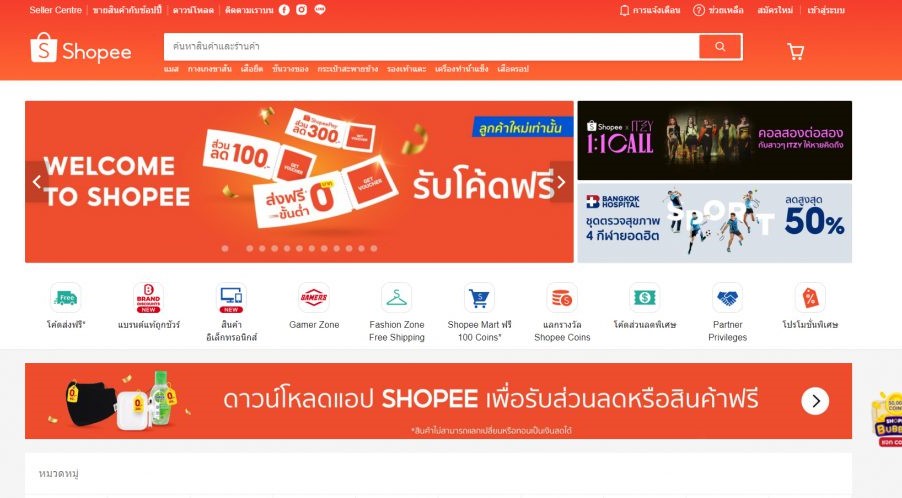 Seller Centre | ขายสินค้ากับช้อปปี้ | ดาวน์โหลด | ติดตามเราบน
การแจ้งเตือน ช่วยเหลือ สมัครใหม่ | เข้าสู่ระบบ
Shopee
ค้นหาสินค้าและร้านค้า
แมส กางเกงขาสั้น เสื้อยืด ชั้นวางของ กระเป๋าสะพายข้าง รองเท้าแตะ เครื่องทำน้ำแข็ง เสื้อครอป
WELCOME
TO SHOPEE
ส่วนลด 100.-
GET VOUCHER
ShopeePay
ส่วนลด 300.-
GET VOUCHER
ส่งฟรี*
ขั้นต่ำ 0 บาท
GET VOUCHER
ลูกค้าใหม่เท่านั้น
รับโค้ดฟรี
Shopee x ITZY
1:1 CALL
คอลสองต่อสอง
กับสาวๆ ITZY ให้หายคิดถึง
BANGKOK
HOSPITAL
ชุดตรวจสุขภาพ
4 กีฬายอดฮิต
SPORT
ลดสูงสุด
50%
Free
โค้ดส่งฟรี*
BRAND
DISCOUNTS
NEW
แบรนด์แท้ถูกชัวร์
NEW
สินค้า
อิเล็กทรอนิกส์
GAMERS
Gamer Zone
Fashion Zone
Free Shipping
Shopee Mart ฟรี
100 Coins*
แลกรางวัล
Shopee Coins
โค้ดส่วนลดพิเศษ
Partner
Privileges
โปรโมชั่นพิเศษ
ดาวน์โหลดแอป SHOPEE เพื่อรับส่วนลดหรือสินค้าฟรี
*สินค้าไม่สามารถแลกเปลี่ยนหรือทอนเป็นเงินสดได้
หมวดหมู่